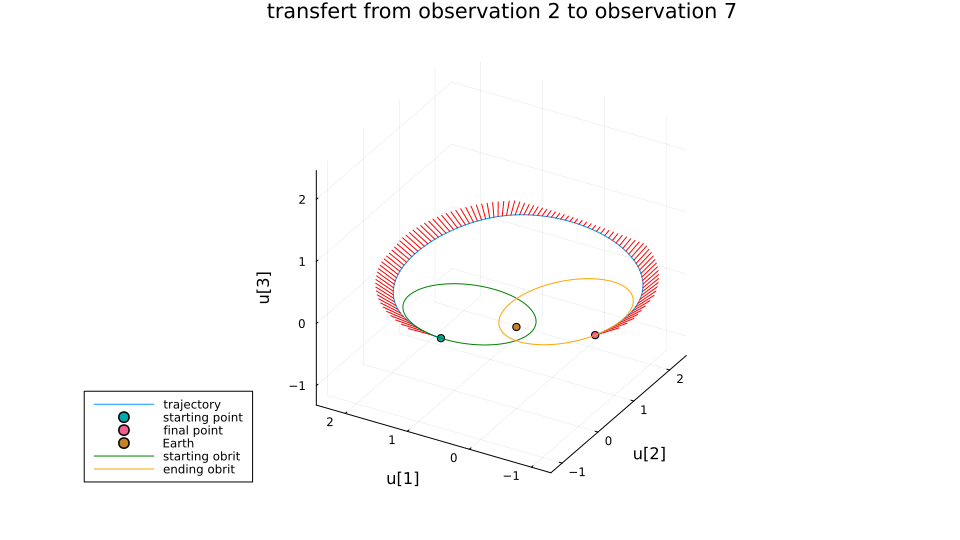 transfert from observation 2 to observation 7
2
1
0
−1
u[3]
2
1
0
−1
u[1]
2
1
0
−1
u[2]
trajectory
starting point
final point
Earth
starting obrit
ending obrit